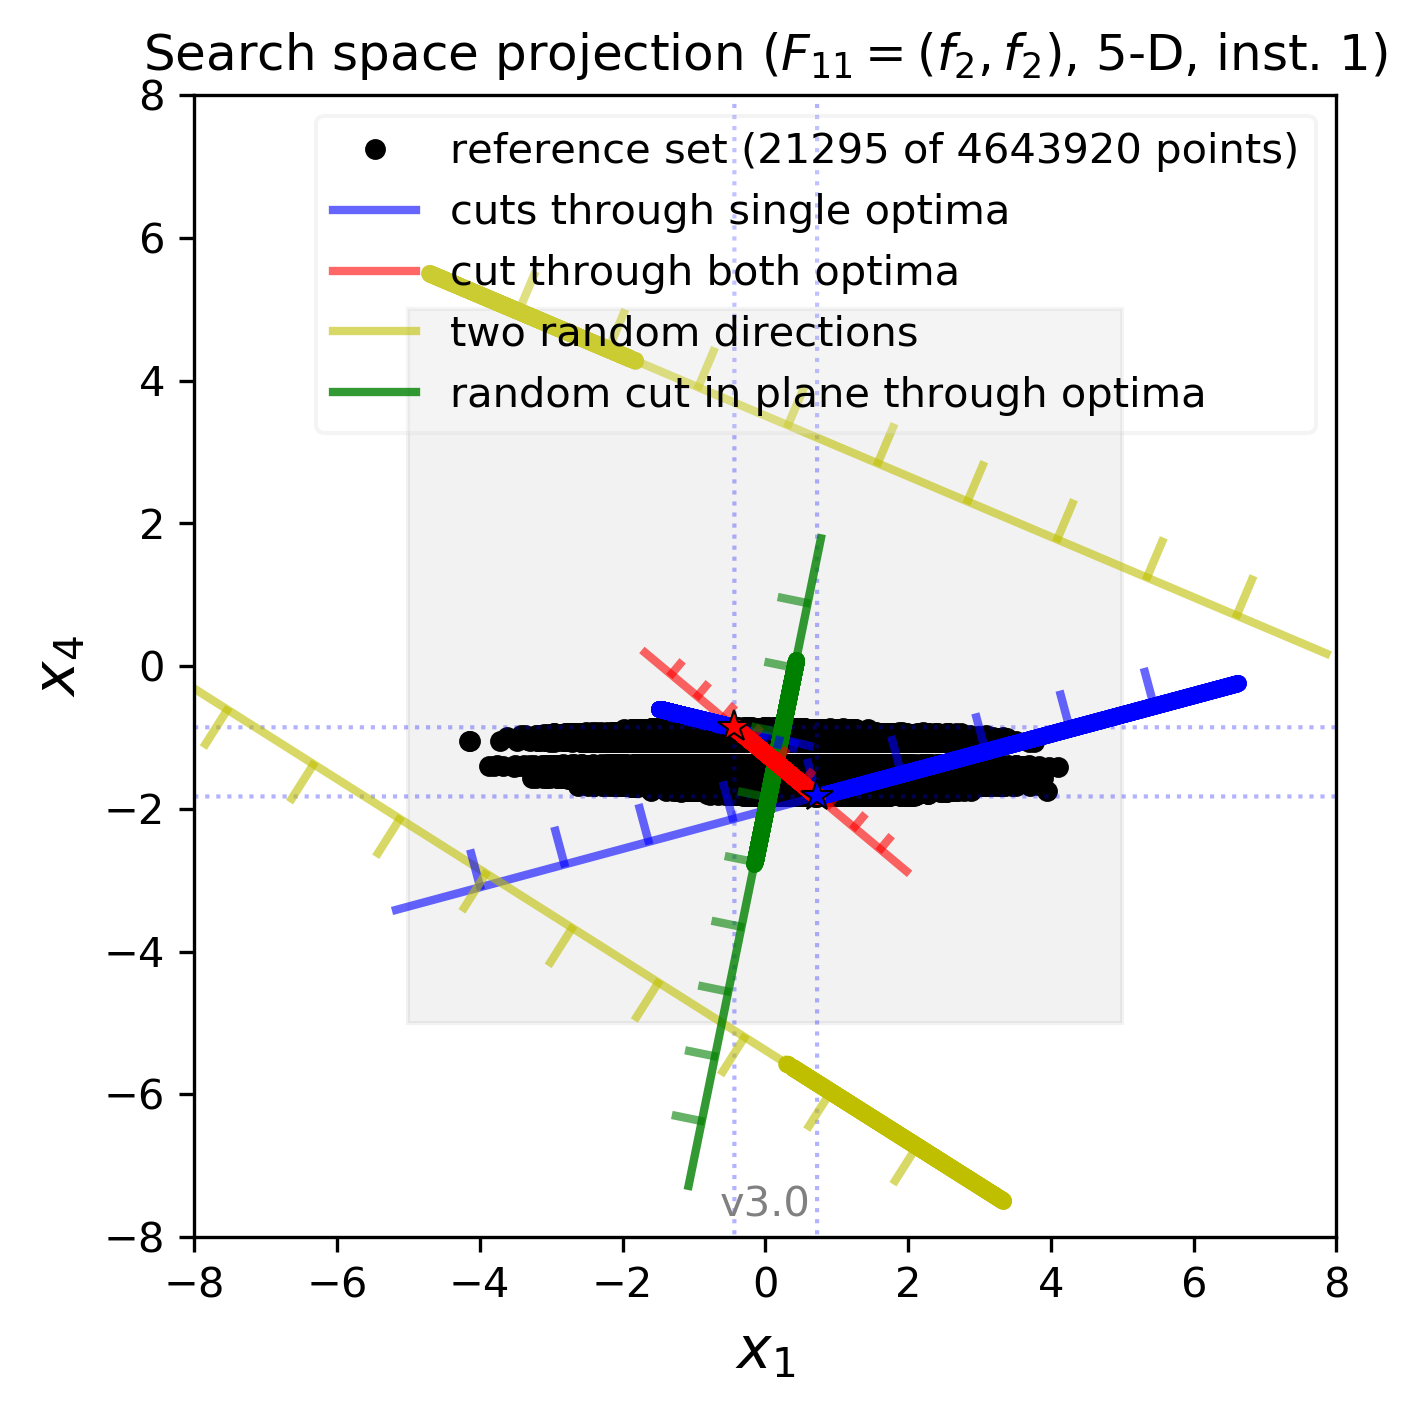 Search space projection (F₁₁ = (f₂, f₂), 5-D, inst. 1)
reference set (21295 of 4643920 points)
cuts through single optima
cut through both optima
two random directions
random cut in plane through optima
8
6
4
2
0
−2
−4
−6
−8
x₄
v3.0
−8 −6 −4 −2 0 2 4 6 8
x₁